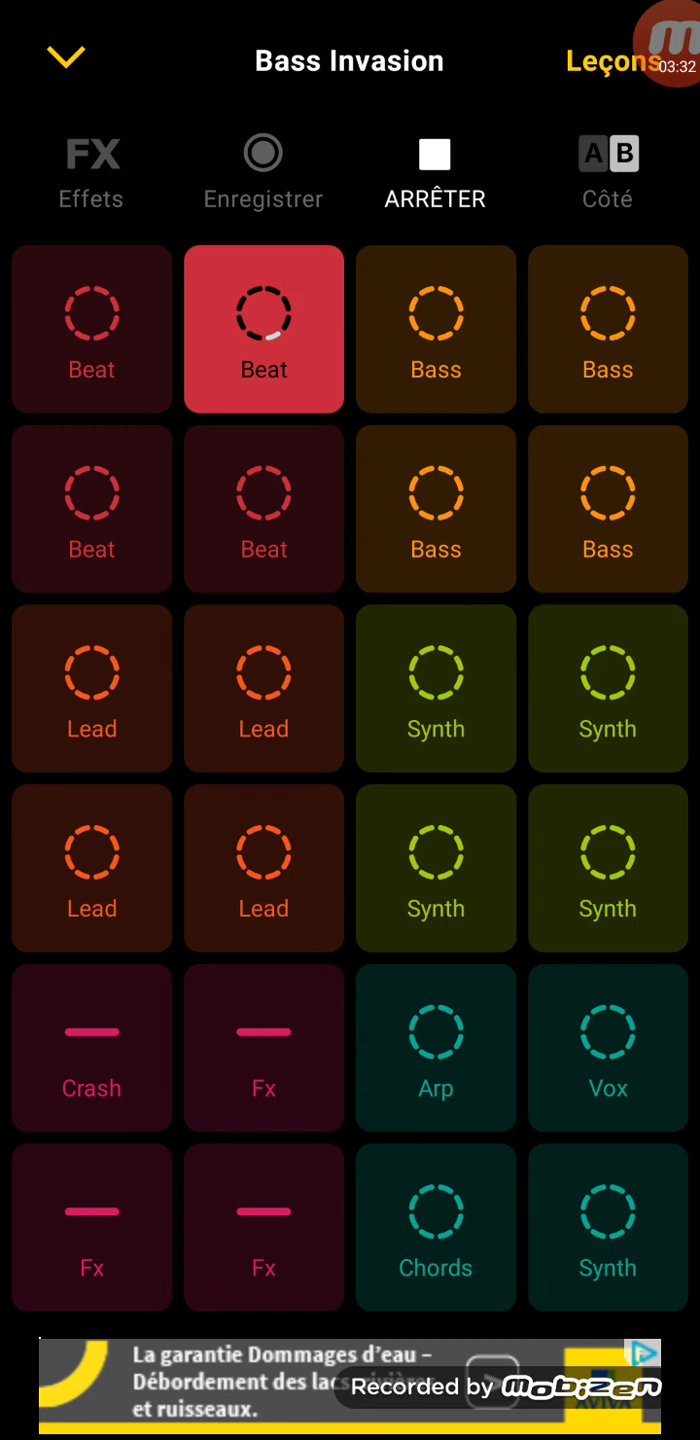 Bass Invasion
Leçons
03:32
FX
A B
Effets
Enregistrer
ARRÊTER
Côté
Beat
Beat
Bass
Bass
Beat
Beat
Bass
Bass
Lead
Lead
Synth
Synth
Lead
Lead
Synth
Synth
Crash
Fx
Arp
Vox
Fx
Fx
Chords
Synth
La garantie Dommages d'eau –
Débordement des lacs
et ruisseaux.
Recorded by mobizen
AVIVA